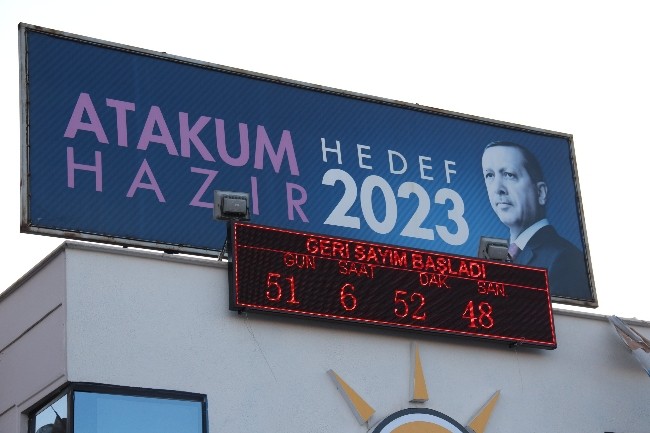 ATAKUM
HAZIR
HEDEF
2023
GERİ SAYIM BAŞLADI
GÜN SAAT DAK SAN
51 6 52 48